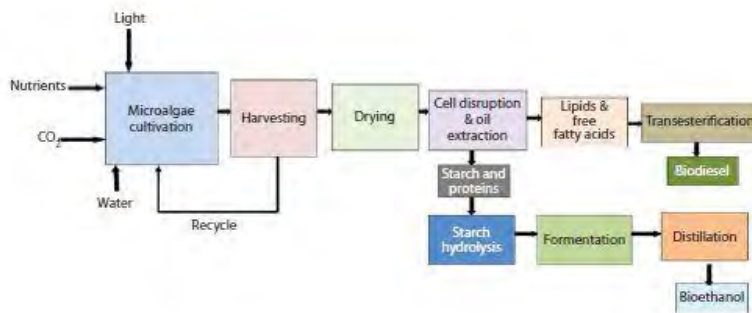 Light
Nutrients
CO₂
Water
Microalgae
cultivation
Harvesting
Recycle
Drying
Cell disruption
& oil
extraction
Lipids &
free
fatty acids
Transesterification
Biodiesel
Starch and
proteins
Starch
hydrolysis
Formentation
Distillation
Bioethanol